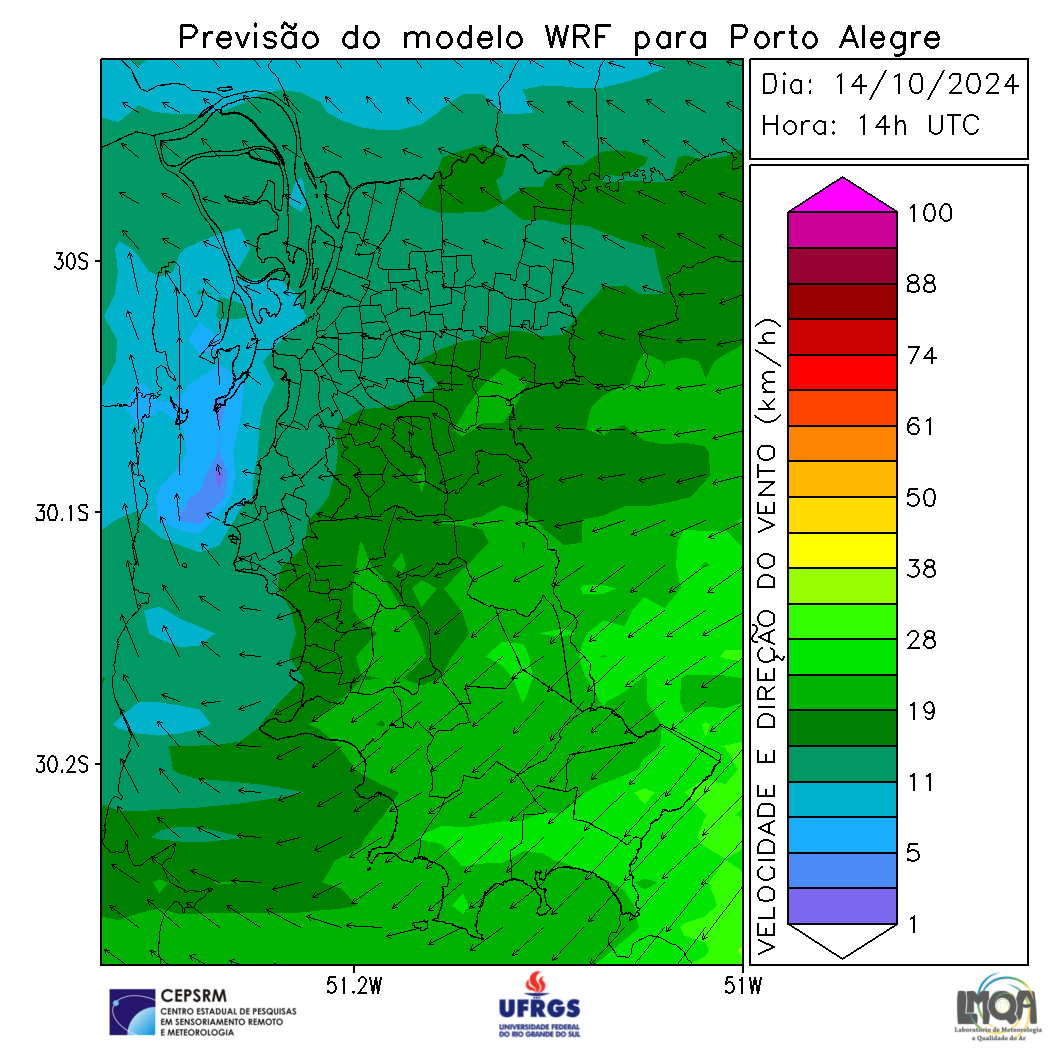 Previsão do modelo WRF para Porto Alegre
Dia: 14/10/2024
Hora: 14h UTC
30S
30.1S
30.2S
51.2W
51W
VELOCIDADE E DIREÇÃO DO VENTO (km/h)
100
88
74
61
50
38
28
19
11
5
1
CEPSRM
CENTRO ESTADUAL DE PESQUISAS
EM SENSORIAMENTO REMOTO
E METEOROLOGIA
UFRGS
UNIVERSIDADE FEDERAL
DO RIO GRANDE DO SUL
LMQA
Laboratório de Meteorologia
e Qualidade do Ar